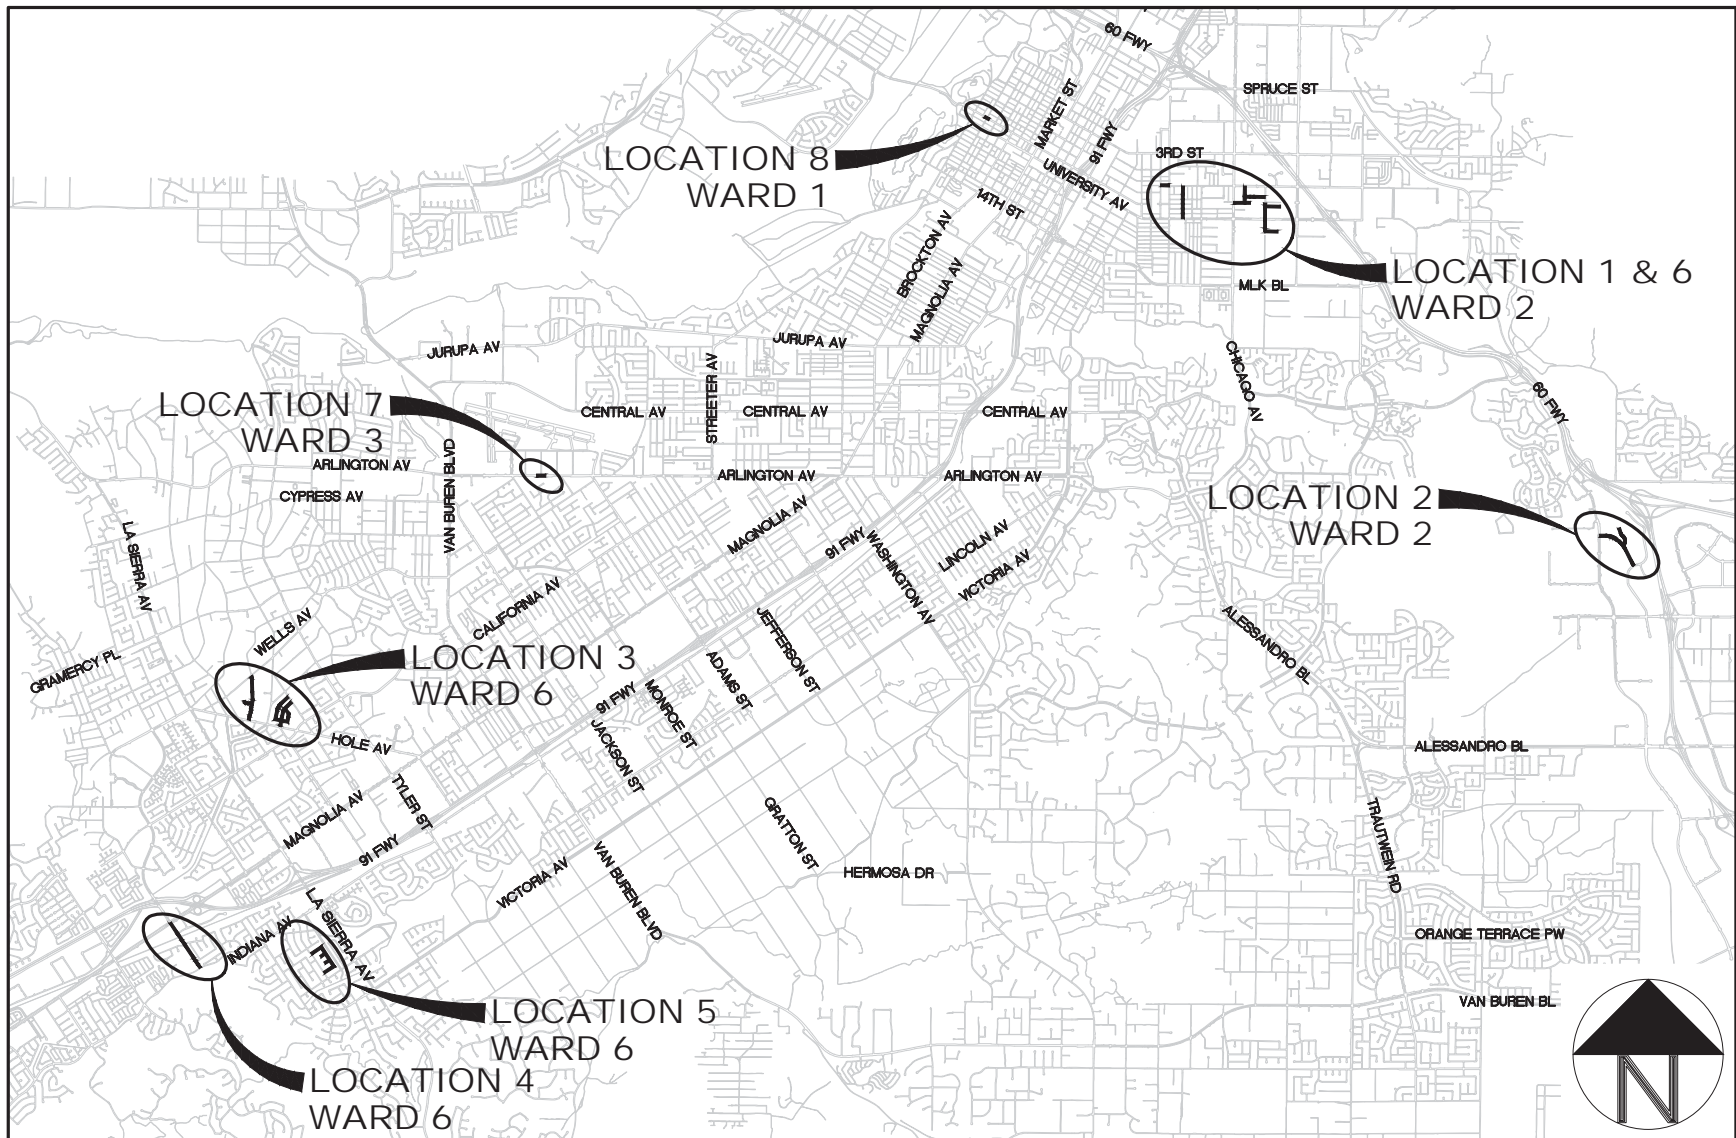 60 FWY
SPRUCE ST
MARKET ST
91 FWY
LOCATION 8
WARD 1
3RD ST
UNIVERSITY AV
14TH ST
BROCKTON AV
MAGNOLIA AV
LOCATION 1 & 6
WARD 2
MLK BL
JURUPA AV
JURUPA AV
STREETER AV
CHICAGO AV
60 FWY
LOCATION 7
WARD 3
CENTRAL AV
CENTRAL AV
CENTRAL AV
ARLINGTON AV
ARLINGTON AV
ARLINGTON AV
CYPRESS AV
VAN BUREN BLVD
LOCATION 2
WARD 2
LA SIERRA AV
MAGNOLIA AV
91 FWY
WASHINGTON AV
LINCOLN AV
VICTORIA AV
CALIFORNIA AV
WELLS AV
GRAMERCY PL
LOCATION 3
WARD 6
JEFFERSON ST
ADAMS ST
MONROE ST
91 FWY
JACKSON ST
ALESSANDRO BL
ALESSANDRO BL
HOLE AV
TYLER ST
MAGNOLIA AV
91 FWY
GRATTON ST
TRAUTWEIN RD
HERMOSA DR
VICTORIA AV
VAN BUREN BLVD
LA SIERRA AV
INDIANA AV
ORANGE TERRACE PW
VAN BUREN BL
LOCATION 5
WARD 6
LOCATION 4
WARD 6
N